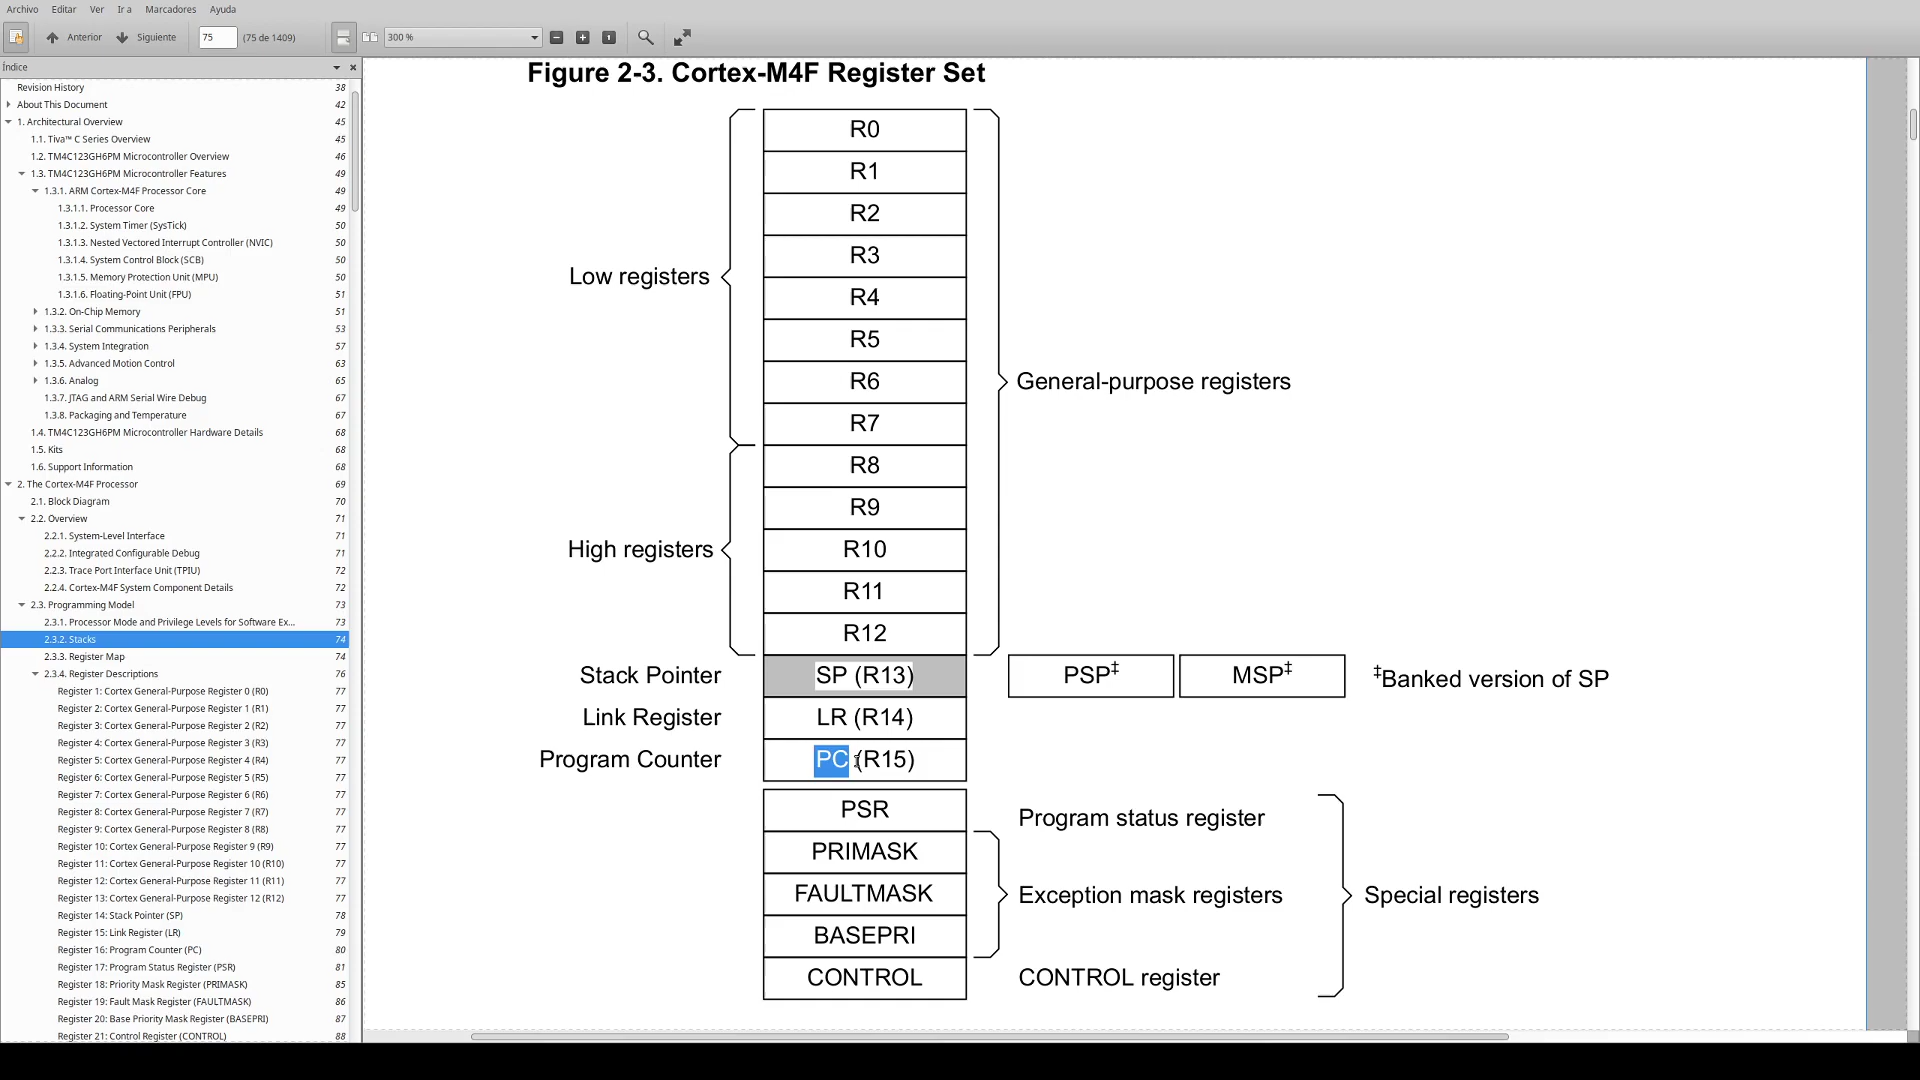 Archivo Editar Ver Ir a Marcadores Ayuda
Anterior Siguiente 75 (75 de 1409) 300 %
Índice
Revision History 38
About This Document 42
1. Architectural Overview 45
1.1. Tiva™ C Series Overview 45
1.2. TM4C123GH6PM Microcontroller Overview 46
1.3. TM4C123GH6PM Microcontroller Features 49
1.3.1. ARM Cortex-M4F Processor Core 49
1.3.1.1. Processor Core 49
1.3.1.2. System Timer (SysTick) 50
1.3.1.3. Nested Vectored Interrupt Controller (NVIC) 50
1.3.1.4. System Control Block (SCB) 50
1.3.1.5. Memory Protection Unit (MPU) 50
1.3.1.6. Floating-Point Unit (FPU) 51
1.3.2. On-Chip Memory 51
1.3.3. Serial Communications Peripherals 53
1.3.4. System Integration 57
1.3.5. Advanced Motion Control 63
1.3.6. Analog 65
1.3.7. JTAG and ARM Serial Wire Debug 67
1.3.8. Packaging and Temperature 67
1.4. TM4C123GH6PM Microcontroller Hardware Details 68
1.5. Kits 68
1.6. Support Information 68
2. The Cortex-M4F Processor 69
2.1. Block Diagram 70
2.2. Overview 71
2.2.1. System-Level Interface 71
2.2.2. Integrated Configurable Debug 71
2.2.3. Trace Port Interface Unit (TPIU) 72
2.2.4. Cortex-M4F System Component Details 72
2.3. Programming Model 73
2.3.1. Processor Mode and Privilege Levels for Software Ex... 73
2.3.2. Stacks 74
2.3.3. Register Map 74
2.3.4. Register Descriptions 76
Register 1: Cortex General-Purpose Register 0 (R0) 77
Register 2: Cortex General-Purpose Register 1 (R1) 77
Register 3: Cortex General-Purpose Register 2 (R2) 77
Register 4: Cortex General-Purpose Register 3 (R3) 77
Register 5: Cortex General-Purpose Register 4 (R4) 77
Register 6: Cortex General-Purpose Register 5 (R5) 77
Register 7: Cortex General-Purpose Register 6 (R6) 77
Register 8: Cortex General-Purpose Register 7 (R7) 77
Register 9: Cortex General-Purpose Register 8 (R8) 77
Register 10: Cortex General-Purpose Register 9 (R9) 77
Register 11: Cortex General-Purpose Register 10 (R10) 77
Register 12: Cortex General-Purpose Register 11 (R11) 77
Register 13: Cortex General-Purpose Register 12 (R12) 77
Register 14: Stack Pointer (SP) 78
Register 15: Link Register (LR) 79
Register 16: Program Counter (PC) 80
Register 17: Program Status Register (PSR) 81
Register 18: Priority Mask Register (PRIMASK) 85
Register 19: Fault Mask Register (FAULTMASK) 86
Register 20: Base Priority Mask Register (BASEPRI) 87
Register 21: Control Register (CONTROL) 88
Figure 2-3. Cortex-M4F Register Set
R0
R1
R2
R3
Low registers
R4
R5
R6
General-purpose registers
R7
R8
R9
High registers
R10
R11
R12
Stack Pointer SP (R13) PSP‡ MSP‡ ‡Banked version of SP
Link Register LR (R14)
Program Counter PC (R15)
PSR Program status register
PRIMASK
FAULTMASK Exception mask registers Special registers
BASEPRI
CONTROL CONTROL register